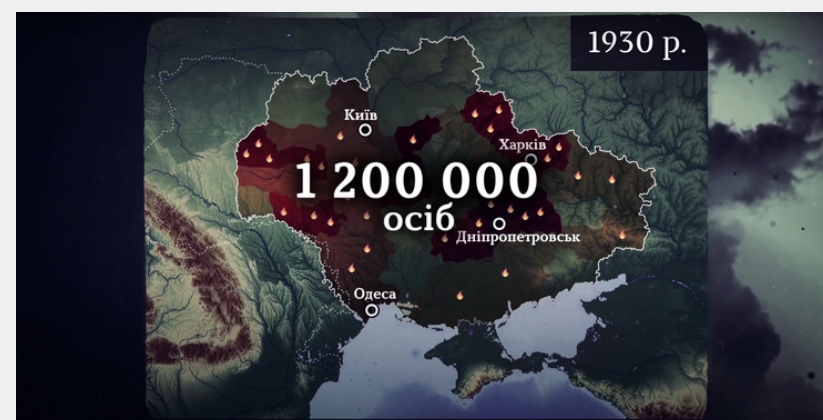 1930 р.
Київ
Харків
1 200 000
осіб
Дніпропетровськ
Одеса